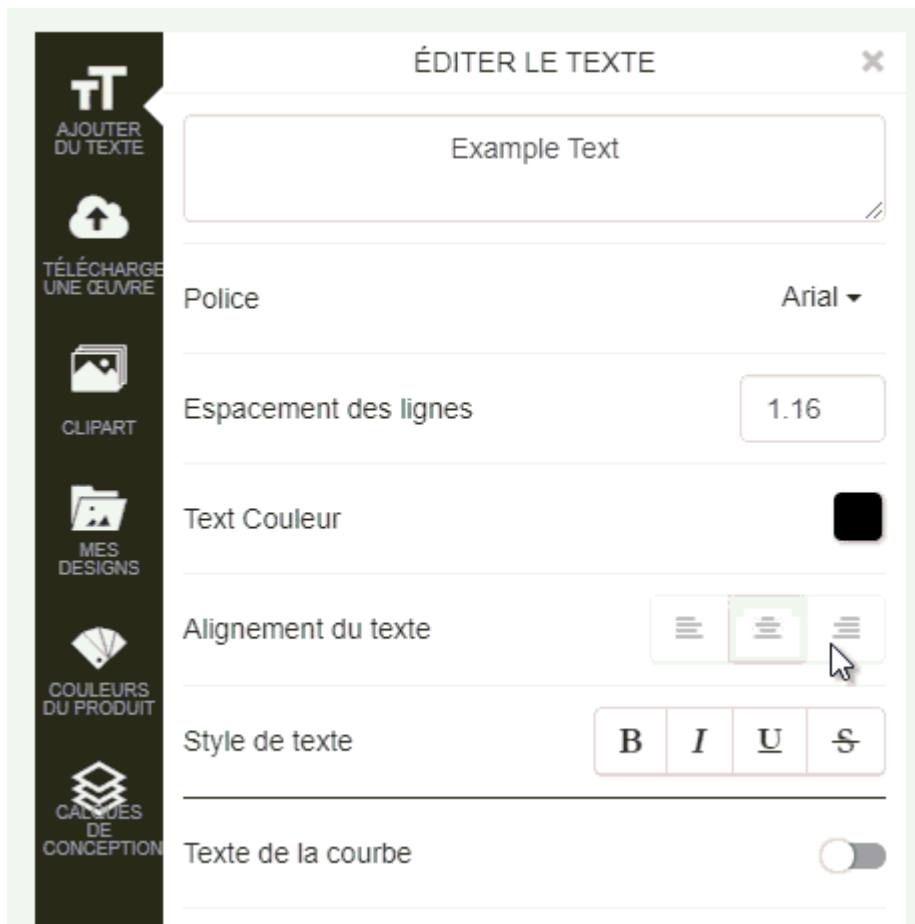 AJOUTER
DU TEXTE
TÉLÉCHARGE
UNE ŒUVRE
CLIPART
MES
DESIGNS
COULEURS
DU PRODUIT
CALQUES
DE
CONCEPTION
ÉDITER LE TEXTE
Example Text
Police Arial
Espacement des lignes 1.16
Text Couleur
Alignement du texte
Style de texte B I U S
Texte de la courbe